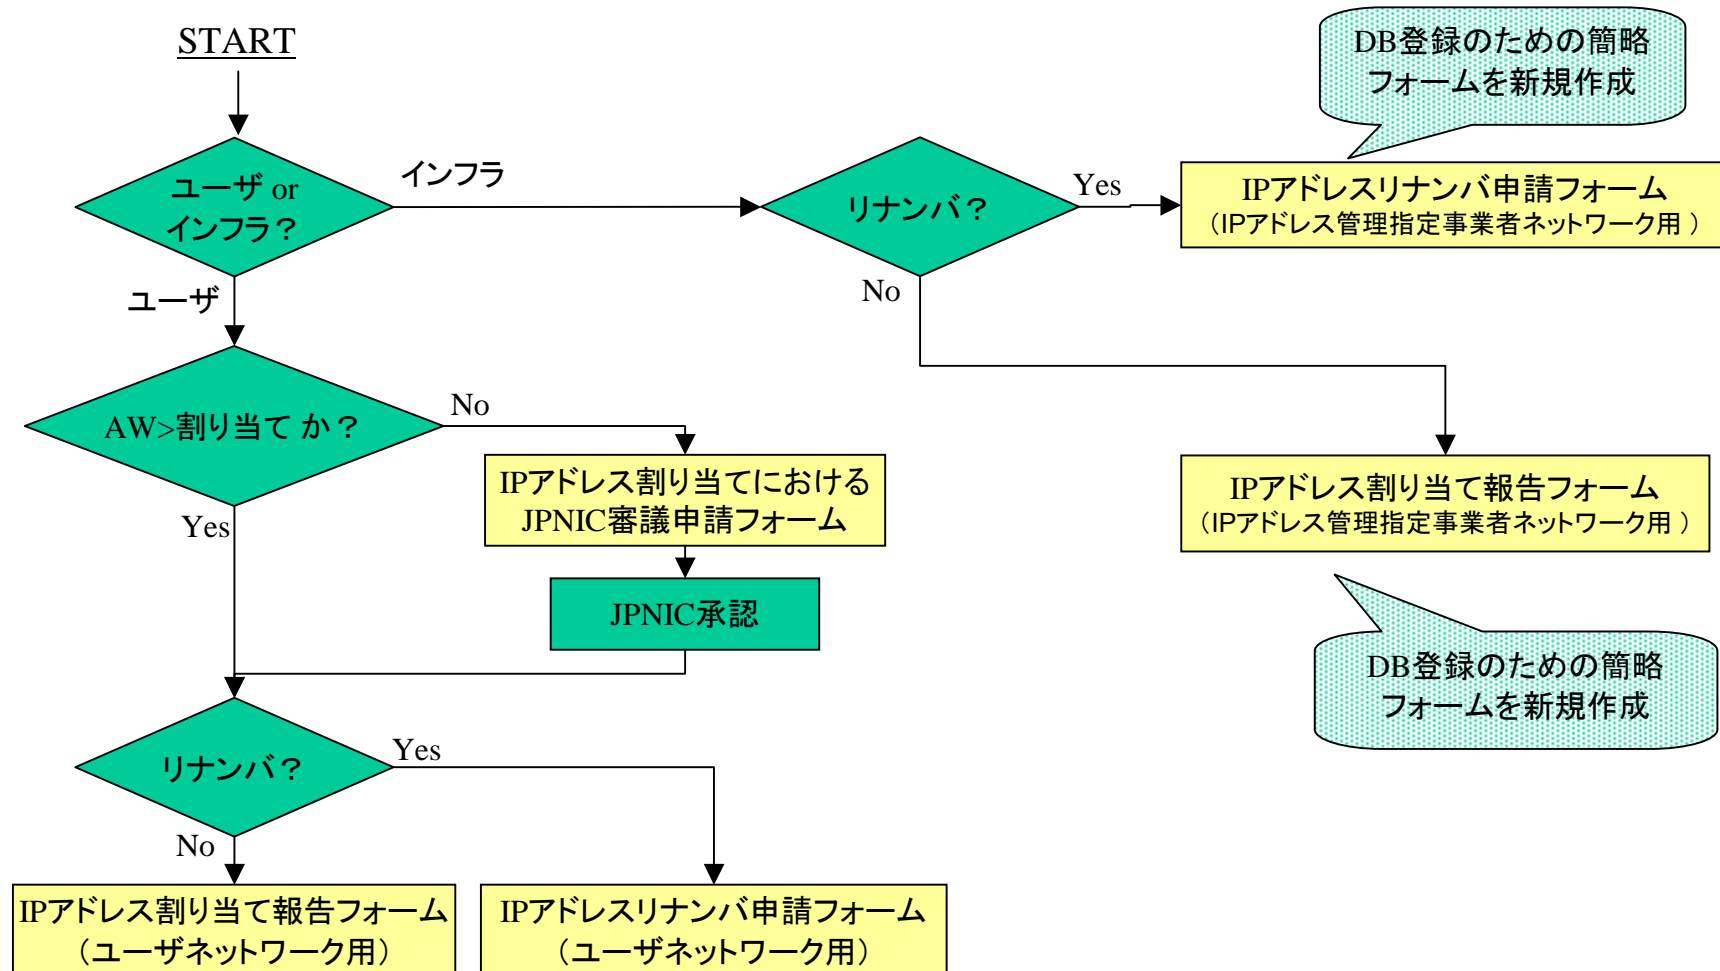 START
DB登録のための簡略
フォームを新規作成
ユーザ or
インフラ？
インフラ
リナンバ？
Yes
IPアドレスリナンバ申請フォーム
（IPアドレス管理指定事業者ネットワーク用 ）
No
ユーザ
AW>割り当て か？
No
Yes
IPアドレス割り当てにおける
JPNIC審議申請フォーム
IPアドレス割り当て報告フォーム
（IPアドレス管理指定事業者ネットワーク用 ）
JPNIC承認
DB登録のための簡略
フォームを新規作成
リナンバ？
Yes
No
IPアドレス割り当て報告フォーム
（ユーザネットワーク用）
IPアドレスリナンバ申請フォーム
（ユーザネットワーク用）